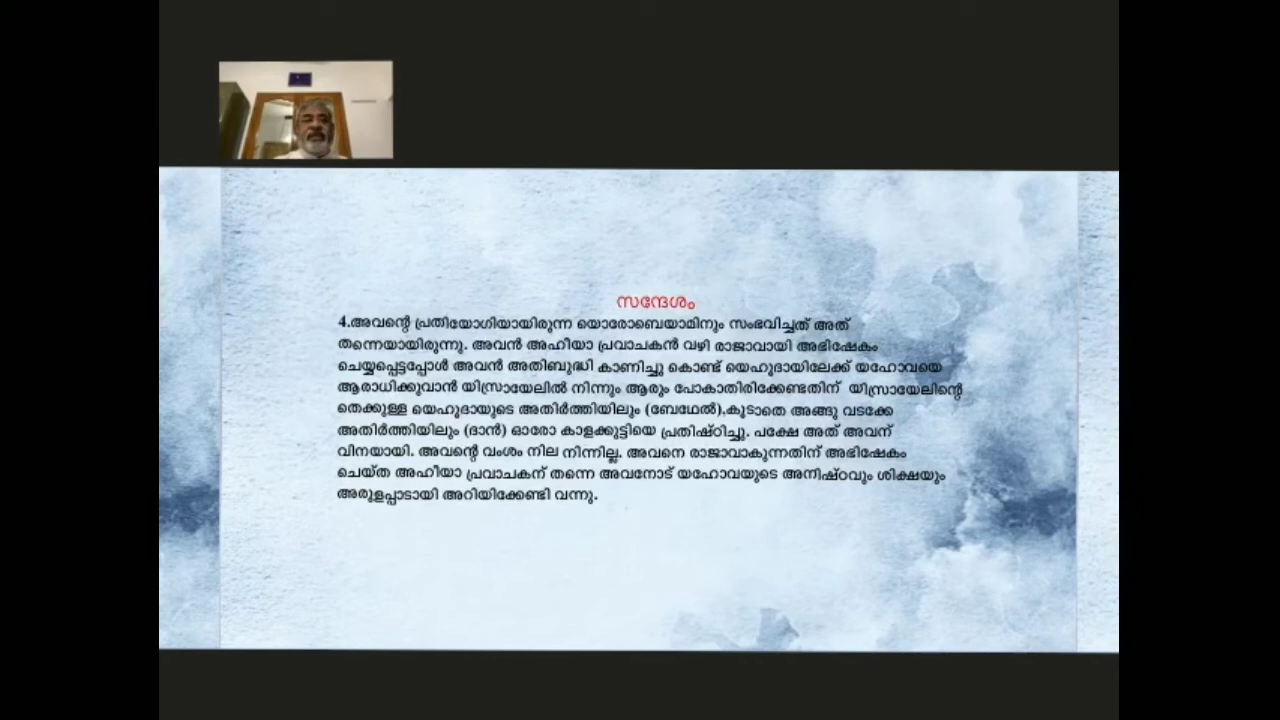 സന്ദേശം
4.അവന്റെ പ്രതിയോഗിയായിരുന്ന യൊരോബെയാമിനും സംഭവിച്ചത് അത്
തന്നെയായിരുന്നു. അവൻ അഹീയാ പ്രവാചകൻ വഴി രാജാവായി അഭിഷേകം
ചെയ്യപ്പെട്ടപ്പോൾ അവൻ അതിബുദ്ധി കാണിച്ചു കൊണ്ട് യെഹൂദായിലേക്ക് യഹോവയെ
ആരാധിക്കുവാൻ യിസ്രായേലിൽ നിന്നും ആരും പോകാതിരിക്കേണ്ടതിന് യിസ്രായേലിന്റെ
തെക്കുള്ള യെഹൂദായുടെ അതിർത്തിയിലും (ബേഥേൽ),കൂടാതെ അങ്ങു വടക്കേ
അതിർത്തിയിലും (ദാൻ) ഓരോ കാളക്കുട്ടിയെ പ്രതിഷ്ഠിച്ചു. പക്ഷേ അത് അവന്
വിനയായി. അവന്റെ വംശം നില നിന്നില്ല. അവനെ രാജാവാകുന്നതിന് അഭിഷേകം
ചെയ്ത അഹീയാ പ്രവാചകന് തന്നെ അവനോട് യഹോവയുടെ അനിഷ്ഠവും ശിക്ഷയും
അരുളപ്പാടായി അറിയിക്കേണ്ടി വന്നു.